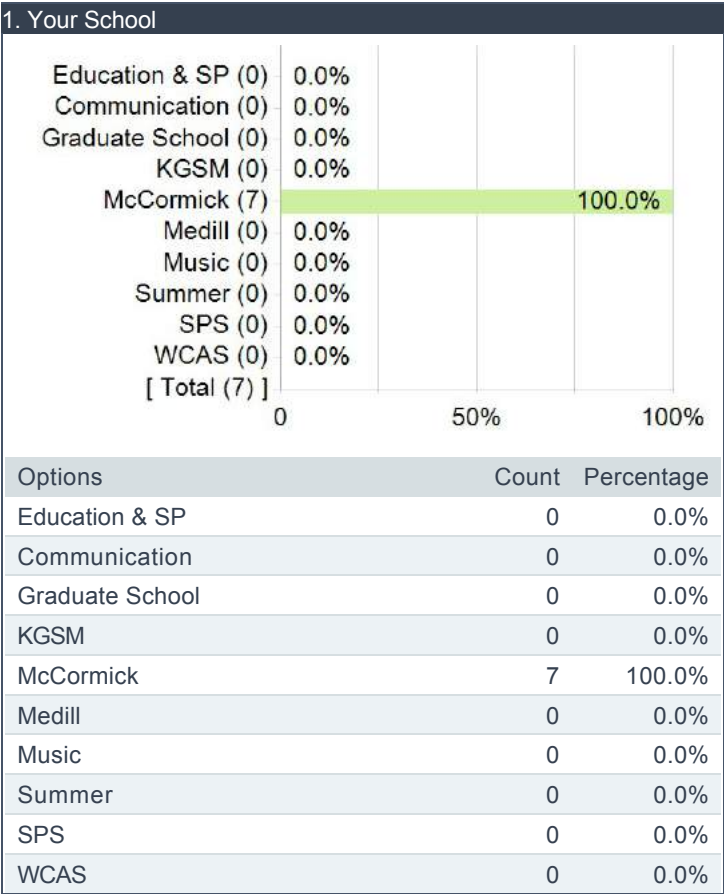 1. Your School
Education & SP (0) 0.0%
Communication (0) 0.0%
Graduate School (0) 0.0%
KGSM (0) 0.0%
McCormick (7) 100.0%
Medill (0) 0.0%
Music (0) 0.0%
Summer (0) 0.0%
SPS (0) 0.0%
WCAS (0) 0.0%
[ Total (7) ]
0 50% 100%
Options Count Percentage
Education & SP 0 0.0%
Communication 0 0.0%
Graduate School 0 0.0%
KGSM 0 0.0%
McCormick 7 100.0%
Medill 0 0.0%
Music 0 0.0%
Summer 0 0.0%
SPS 0 0.0%
WCAS 0 0.0%